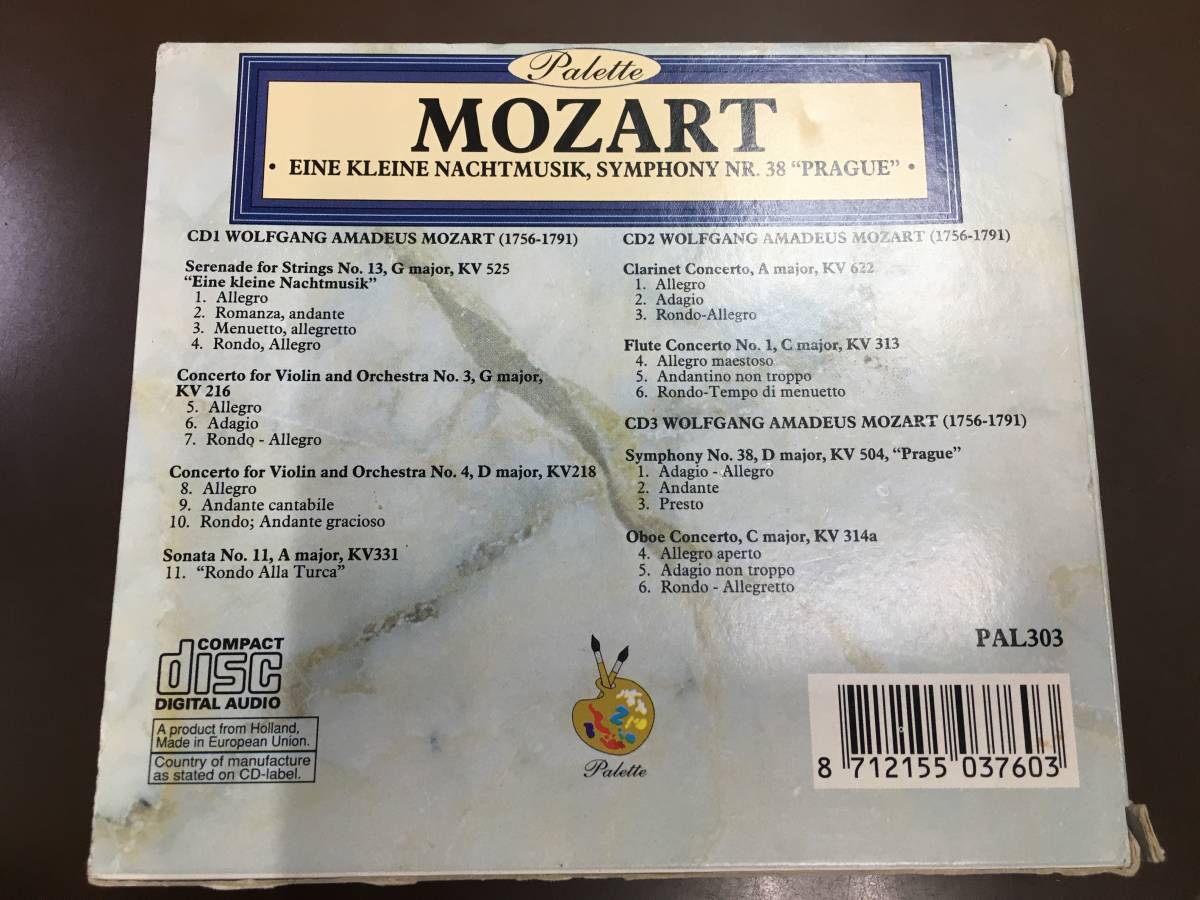 Palette
MOZART
• EINE KLEINE NACHTMUSIK, SYMPHONY NR. 38 “PRAGUE” •
CD1 WOLFGANG AMADEUS MOZART (1756-1791)
Serenade for Strings No. 13, G major, KV 525
“Eine kleine Nachtmusik”
1. Allegro
2. Romanza, andante
3. Menuetto, allegretto
4. Rondo, Allegro
Concerto for Violin and Orchestra No. 3, G major,
KV 216
5. Allegro
6. Adagio
7. Rondo - Allegro
Concerto for Violin and Orchestra No. 4, D major, KV218
8. Allegro
9. Andante cantabile
10. Rondo; Andante gracioso
Sonata No. 11, A major, KV331
11. “Rondo Alla Turca”
CD2 WOLFGANG AMADEUS MOZART (1756-1791)
Clarinet Concerto, A major, KV 622
1. Allegro
2. Adagio
3. Rondo-Allegro
Flute Concerto No. 1, C major, KV 313
4. Allegro maestoso
5. Andantino non troppo
6. Rondo-Tempo di menuetto
CD3 WOLFGANG AMADEUS MOZART (1756-1791)
Symphony No. 38, D major, KV 504, “Prague”
1. Adagio - Allegro
2. Andante
3. Presto
Oboe Concerto, C major, KV 314a
4. Allegro aperto
5. Adagio non troppo
6. Rondo - Allegretto
COMPACT
disc
DIGITAL AUDIO
A product from Holland,
Made in European Union.
Country of manufacture
as stated on CD-label.
Palette
PAL303
8 712155 037603